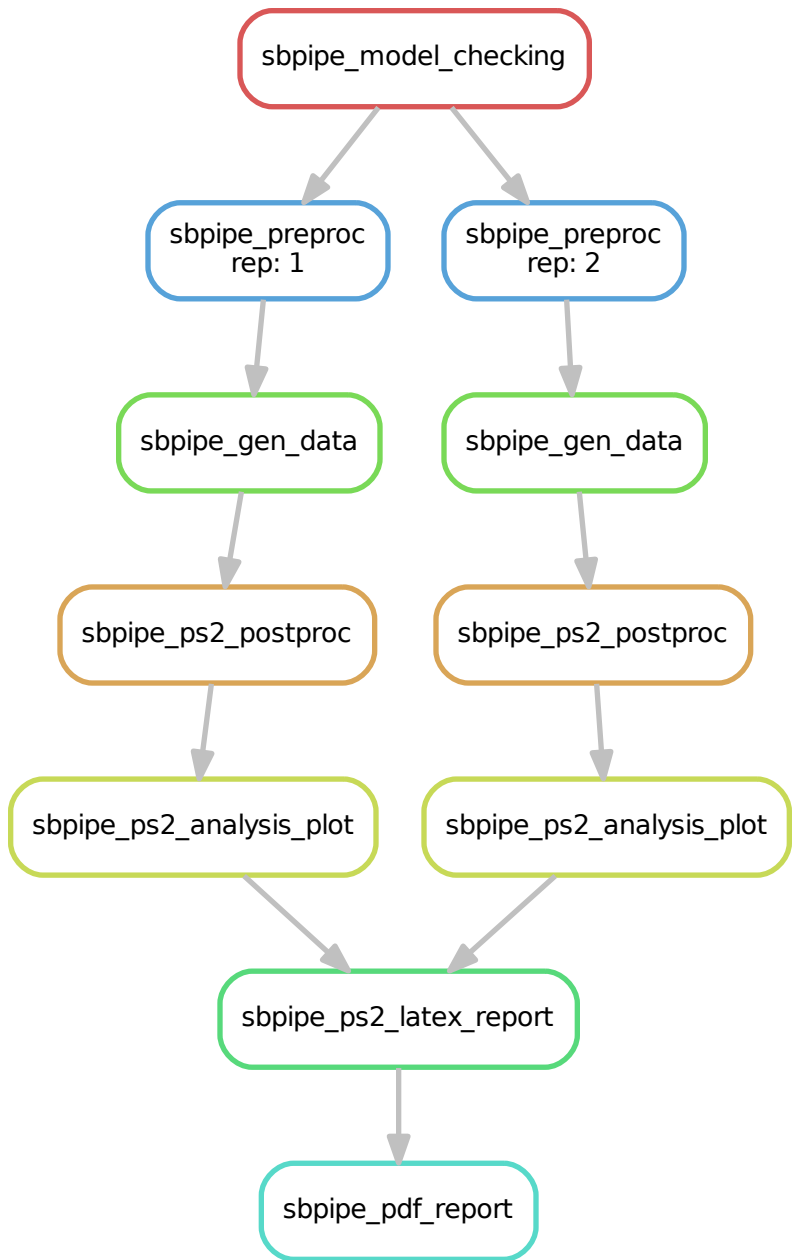 sbpipe_model_checking
sbpipe_preproc
rep: 1
sbpipe_preproc
rep: 2
sbpipe_gen_data
sbpipe_gen_data
sbpipe_ps2_postproc
sbpipe_ps2_postproc
sbpipe_ps2_analysis_plot
sbpipe_ps2_analysis_plot
sbpipe_ps2_latex_report
sbpipe_pdf_report